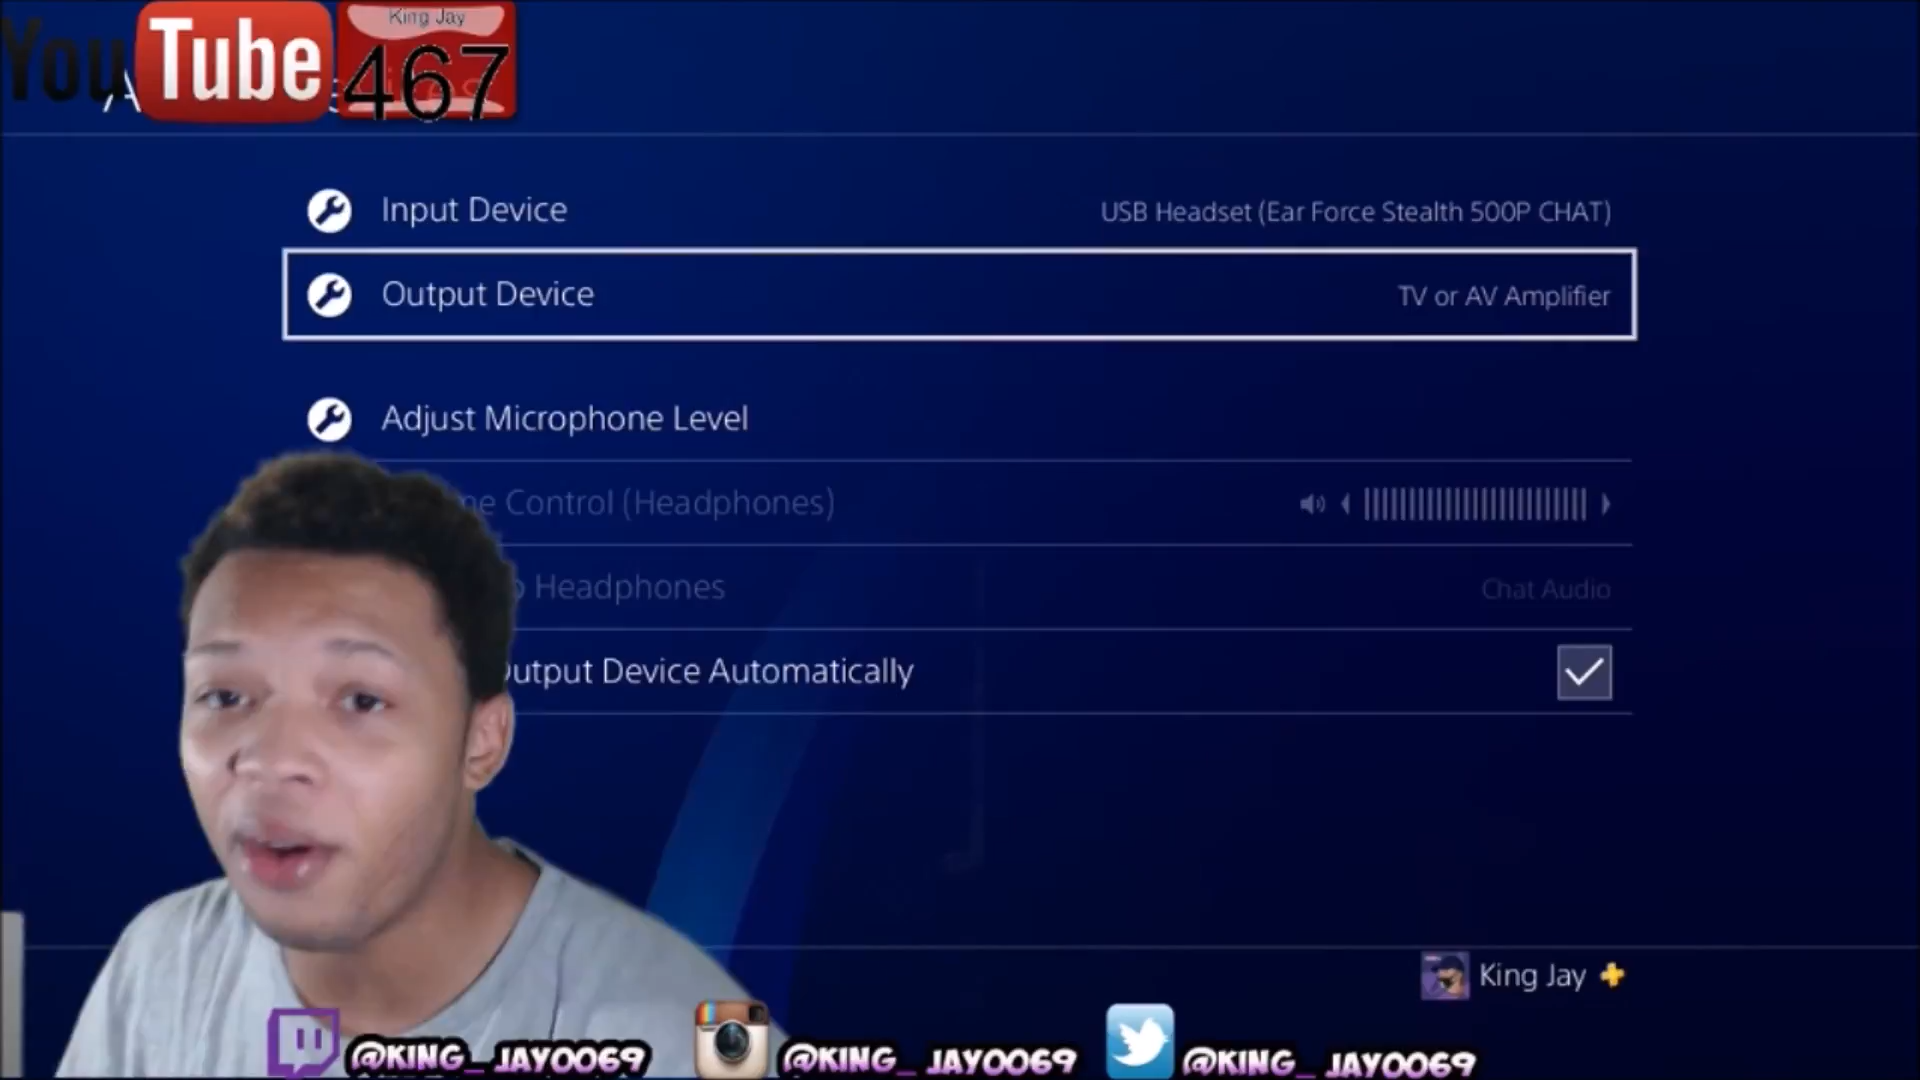 YouTube
King Jay
467
Input Device
USB Headset (Ear Force Stealth 500P CHAT)
Output Device
TV or AV Amplifier
Adjust Microphone Level
Control (Headphones)
Headphones
Chat Audio
Output Device Automatically
King Jay
@KING_JAY0069
@KING_JAY0069
@KING_JAY0069